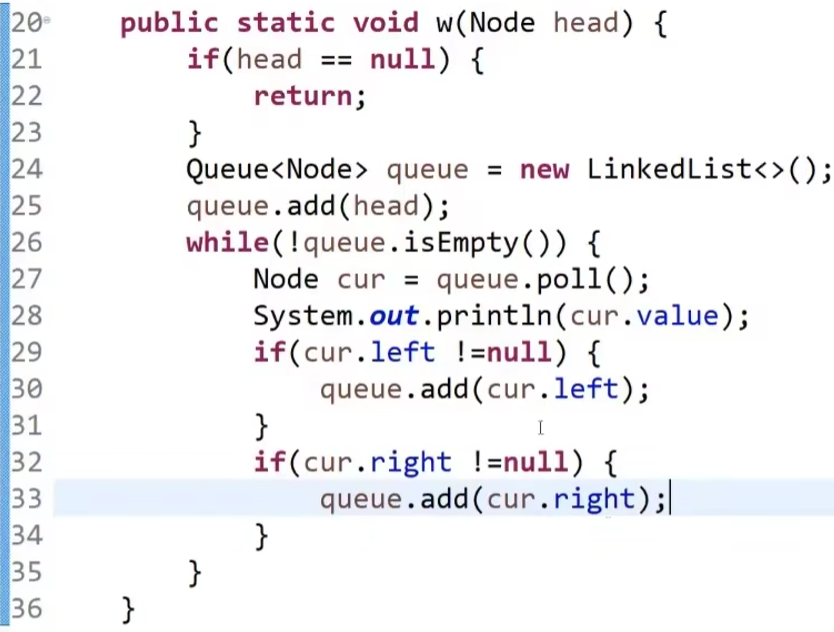 20 public static void w(Node head) {
21 if(head == null) {
22 return;
23 }
24 Queue<Node> queue = new LinkedList<>();
25 queue.add(head);
26 while(!queue.isEmpty()) {
27 Node cur = queue.poll();
28 System.out.println(cur.value);
29 if(cur.left !=null) {
30 queue.add(cur.left);
31 }
32 if(cur.right !=null) {
33 queue.add(cur.right);
34 }
35 }
36 }